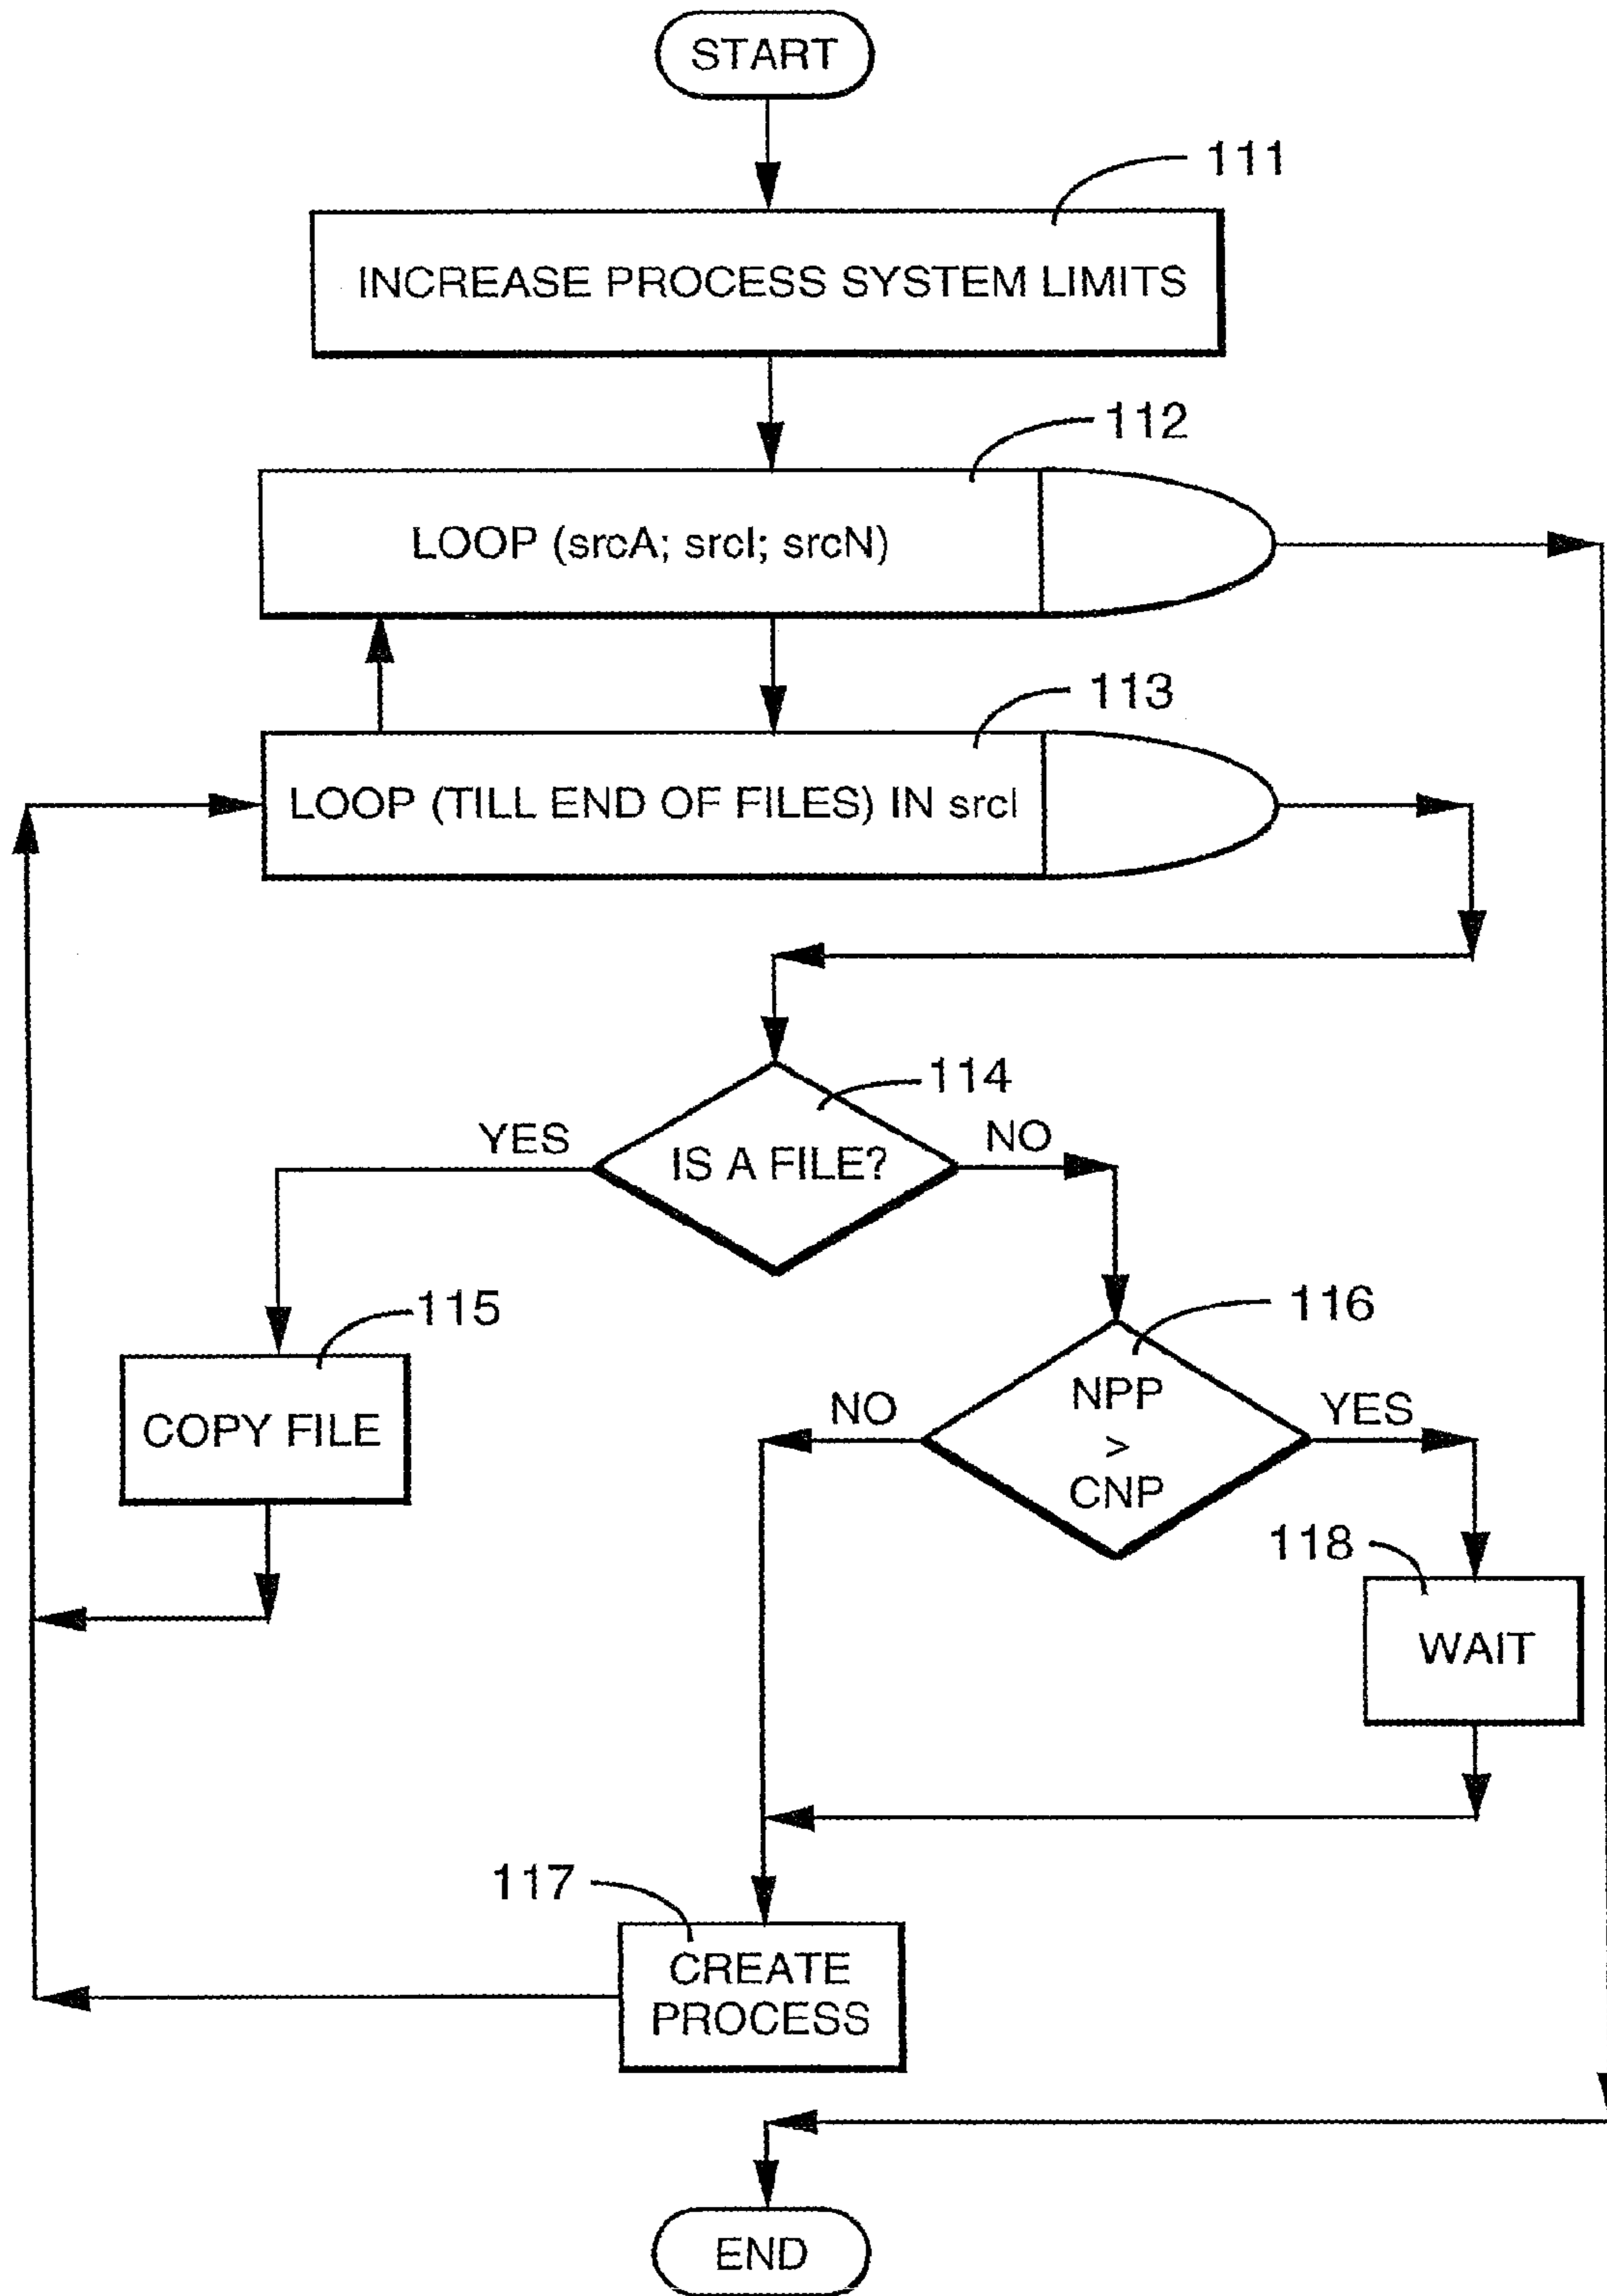 START
111
INCREASE PROCESS SYSTEM LIMITS
112
LOOP (srcA; srcI; srcN)
113
LOOP (TILL END OF FILES) IN srcI
114
YES
IS A FILE?
NO
115
116
COPY FILE
NO
NPP
>
CNP
YES
118
WAIT
117
CREATE
PROCESS
END